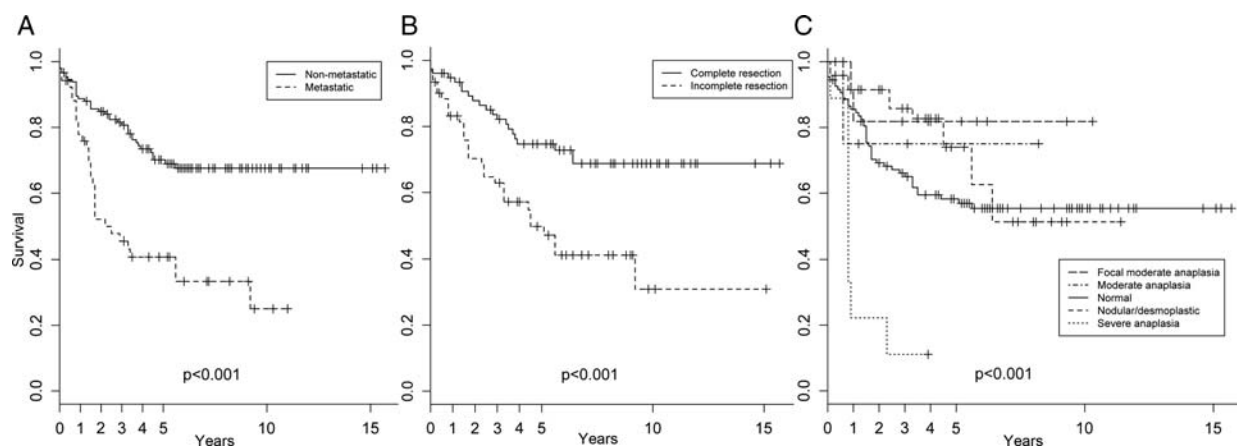 A
Survival
1.0
0.8
0.6
0.4
0.2
0.0
Non-metastatic
Metastatic
p<0.001
0 1 2 3 4 5 10 15
Years
B
1.0
0.8
0.6
0.4
0.2
0.0
Complete resection
Incomplete resection
p<0.001
0 1 2 3 4 5 10 15
Years
C
1.0
0.8
0.6
0.4
0.2
0.0
Focal moderate anaplasia
Moderate anaplasia
Normal
Nodular/desmoplastic
Severe anaplasia
p<0.001
0 1 2 3 4 5 10 15
Years